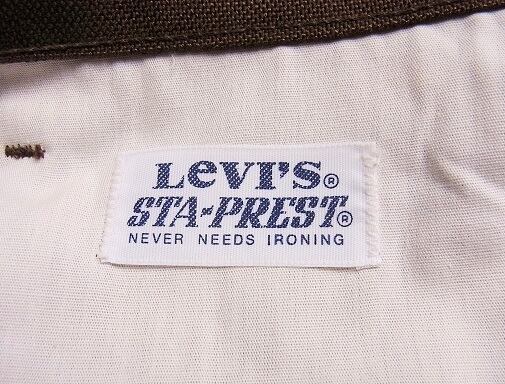 Levi's®
STA-PREST®
NEVER NEEDS IRONING